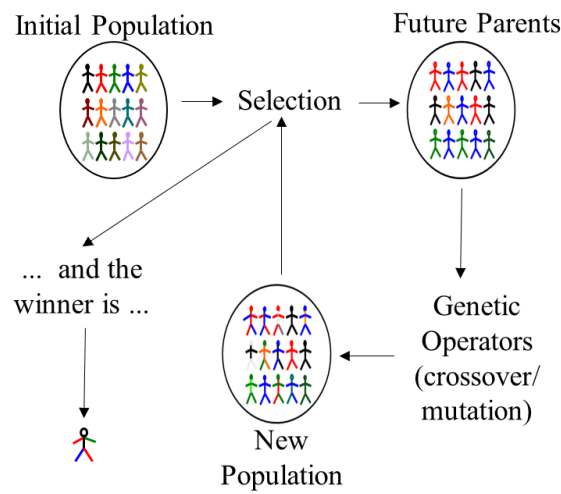 Initial Population
Future Parents
Selection
... and the
winner is ...
Genetic
Operators
(crossover/
mutation)
New
Population